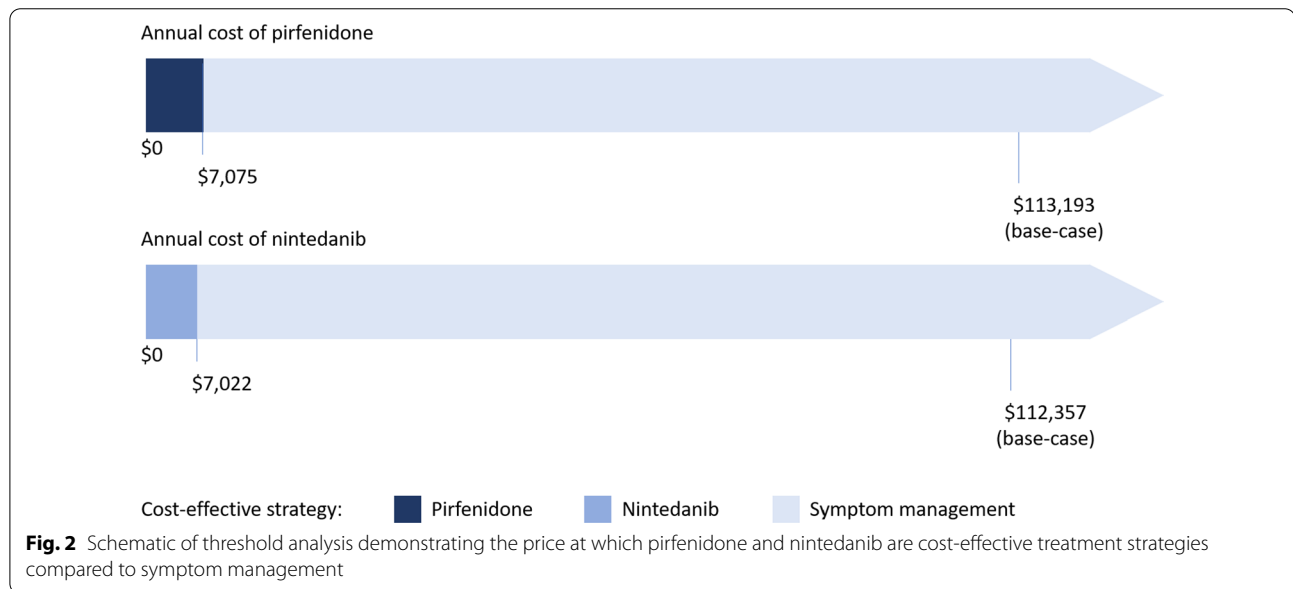 Annual cost of pirfenidone
$0
$7,075
$113,193
(base-case)
Annual cost of nintedanib
$0
$7,022
$112,357
(base-case)
Cost-effective strategy: Pirfenidone Nintedanib Symptom management
Fig. 2 Schematic of threshold analysis demonstrating the price at which pirfenidone and nintedanib are cost-effective treatment strategies
compared to symptom management